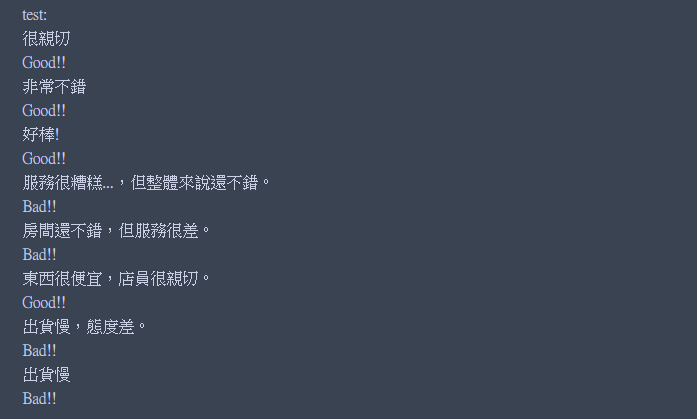 test:
很親切
Good!!
非常不錯
Good!!
好棒!
Good!!
服務很糟糕...，但整體來說還不錯。
Bad!!
房間還不錯，但服務很差。
Bad!!
東西很便宜，店員很親切。
Good!!
出貨慢，態度差。
Bad!!
出貨慢
Bad!!